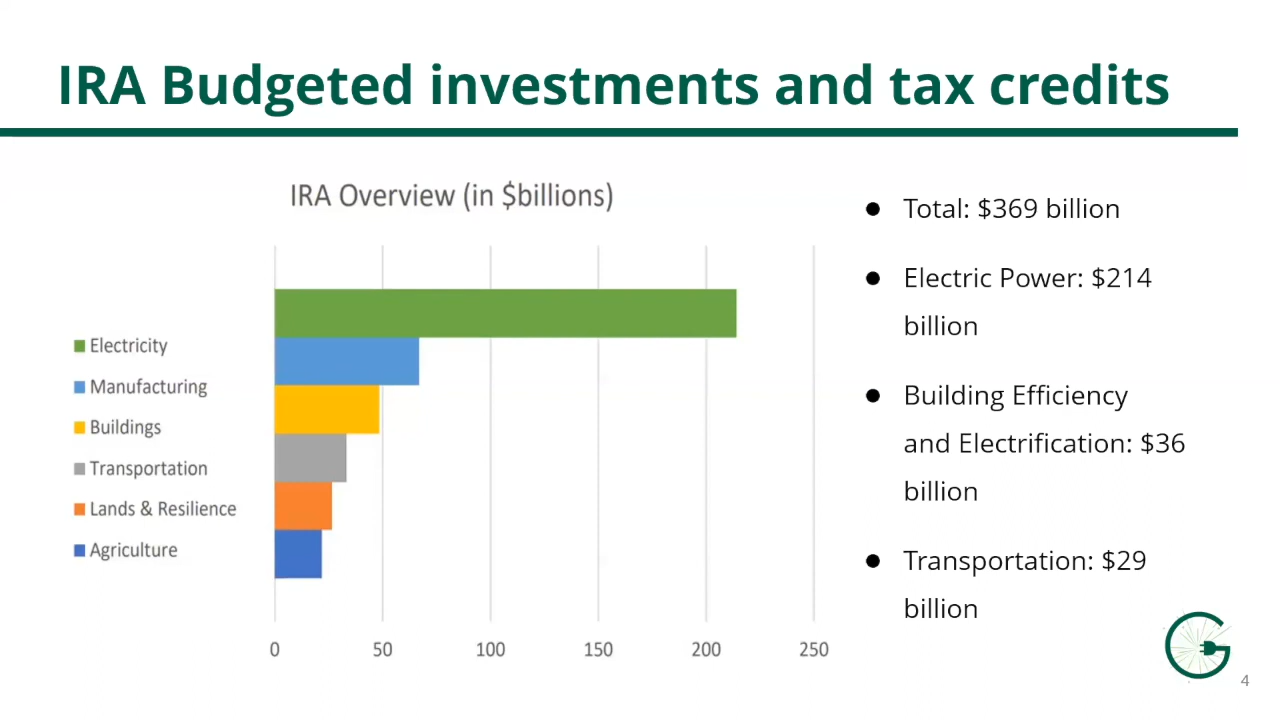 IRA Budgeted investments and tax credits
IRA Overview (in $billions)
Electricity
Manufacturing
Buildings
Transportation
Lands & Resilience
Agriculture
0 50 100 150 200 250
● Total: $369 billion
● Electric Power: $214
billion
● Building Efficiency
and Electrification: $36
billion
● Transportation: $29
billion
4